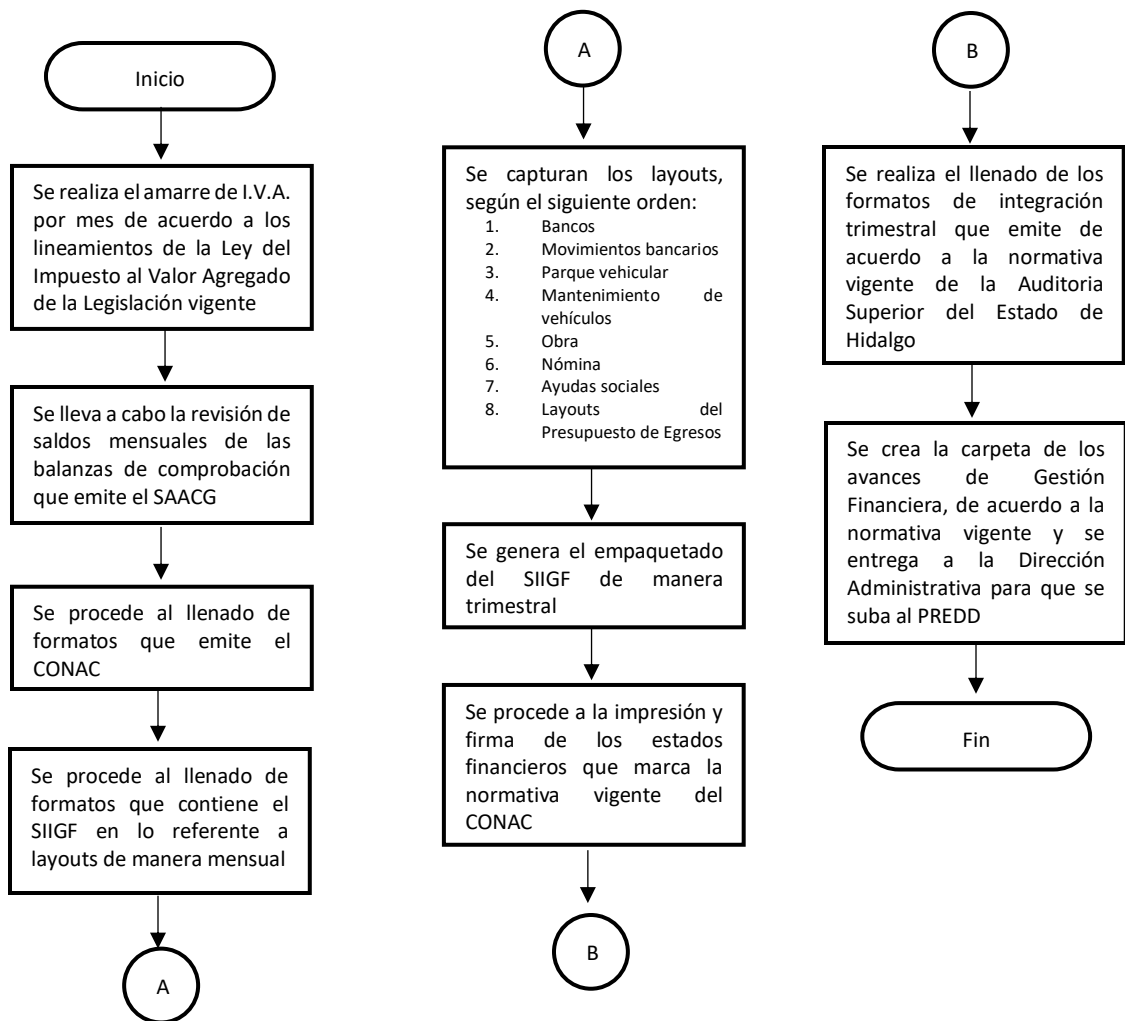 Inicio
Se realiza el amarre de I.V.A.
por mes de acuerdo a los
lineamientos de la Ley del
Impuesto al Valor Agregado
de la Legislación vigente
Se lleva a cabo la revisión de
saldos mensuales de las
balanzas de comprobación
que emite el SAACG
Se procede al llenado de
formatos que emite el
CONAC
Se procede al llenado de
formatos que contiene el
SIIGF en lo referente a
layouts de manera mensual
A
A
Se capturan los layouts,
según el siguiente orden:
1. Bancos
2. Movimientos bancarios
3. Parque vehicular
4. Mantenimiento de
vehículos
5. Obra
6. Nómina
7. Ayudas sociales
8. Layouts del
Presupuesto de Egresos
Se genera el empaquetado
del SIIGF de manera
trimestral
Se procede a la impresión y
firma de los estados
financieros que marca la
normativa vigente del
CONAC
B
B
Se realiza el llenado de los
formatos de integración
trimestral que emite de
acuerdo a la normativa
vigente de la Auditoria
Superior del Estado de
Hidalgo
Se crea la carpeta de los
avances de Gestión
Financiera, de acuerdo a la
normativa vigente y se
entrega a la Dirección
Administrativa para que se
suba al PREDD
Fin